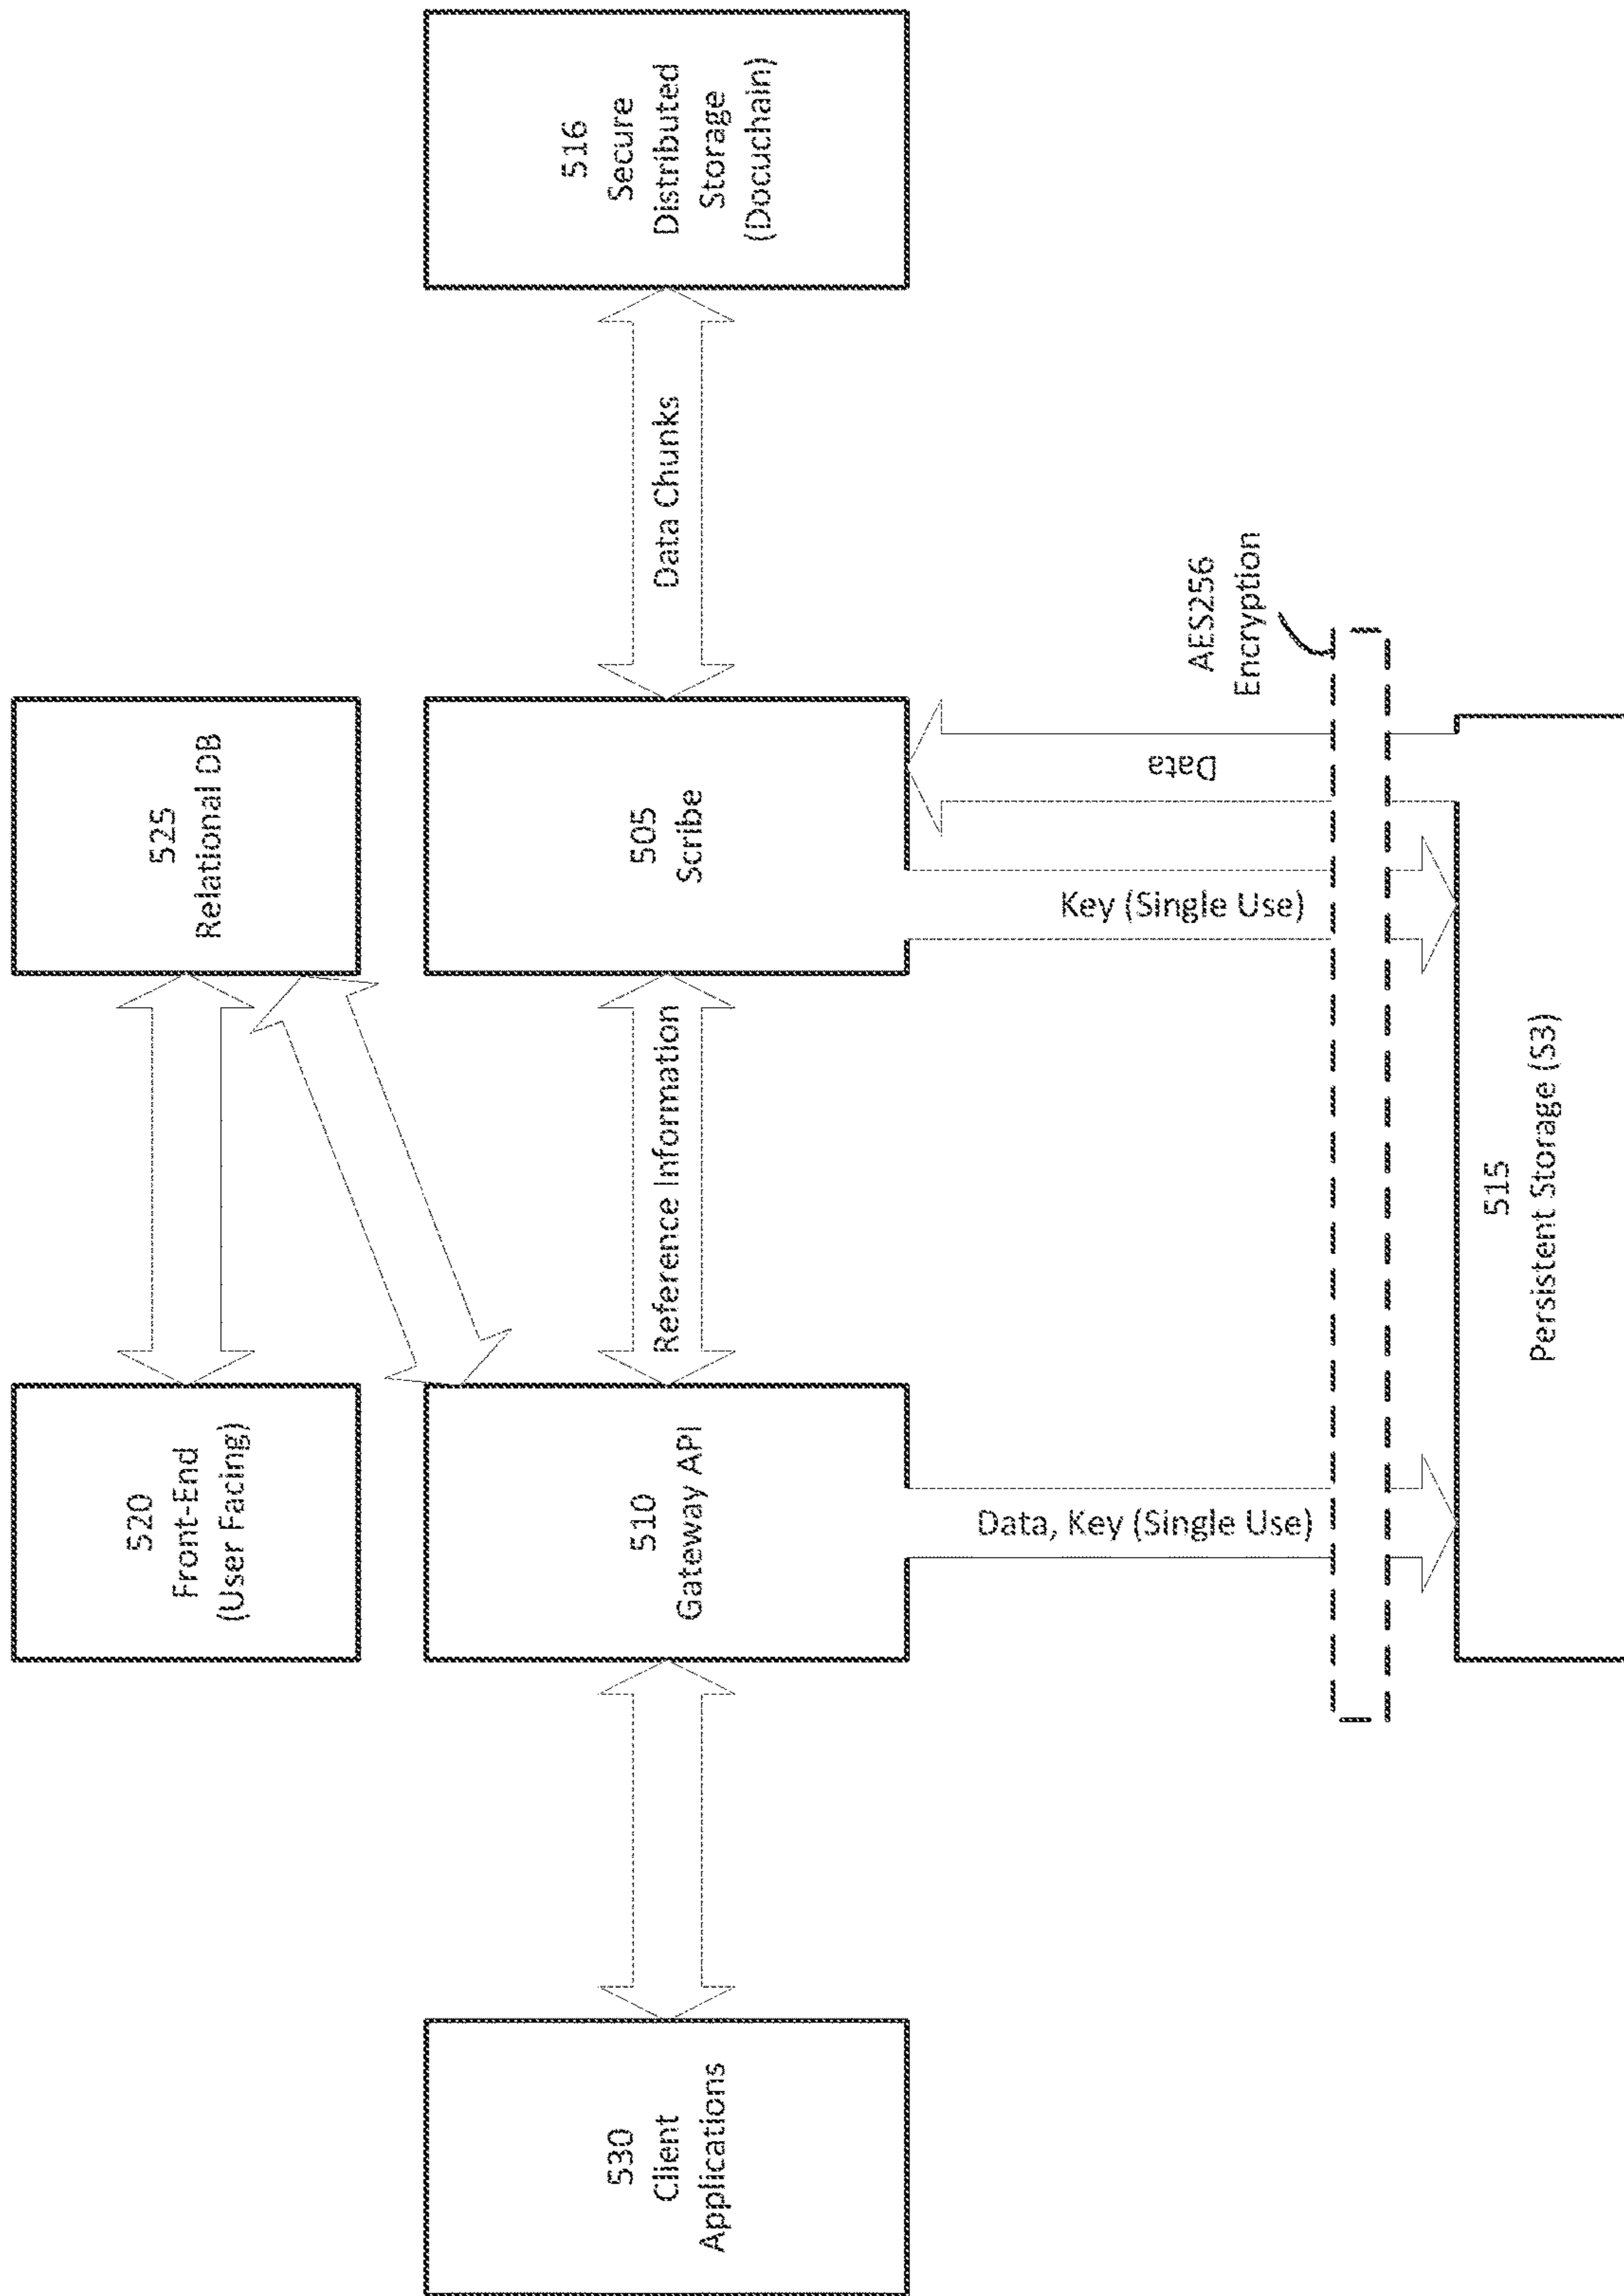 520
Front-End
(User Facing)
525
Relational DB
530
Client
Applications
510
Gateway API
Reference Information
505
Scribe
Data Chunks
516
Secure
Distributed
Storage
(Docuchain)
Data, Key (Single Use)
Key (Single Use)
Data
AES256
Encryption
515
Persistent Storage (S3)